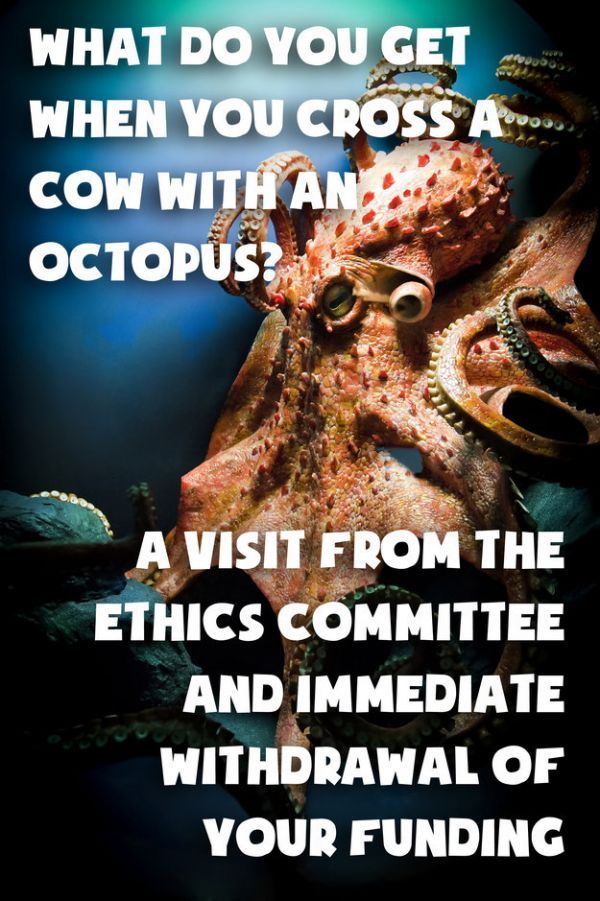 WHAT DO YOU GET
WHEN YOU CROSS A
COW WITH AN
OCTOPUS?
A VISIT FROM THE
ETHICS COMMITTEE
AND IMMEDIATE
WITHDRAWAL OF
YOUR FUNDING